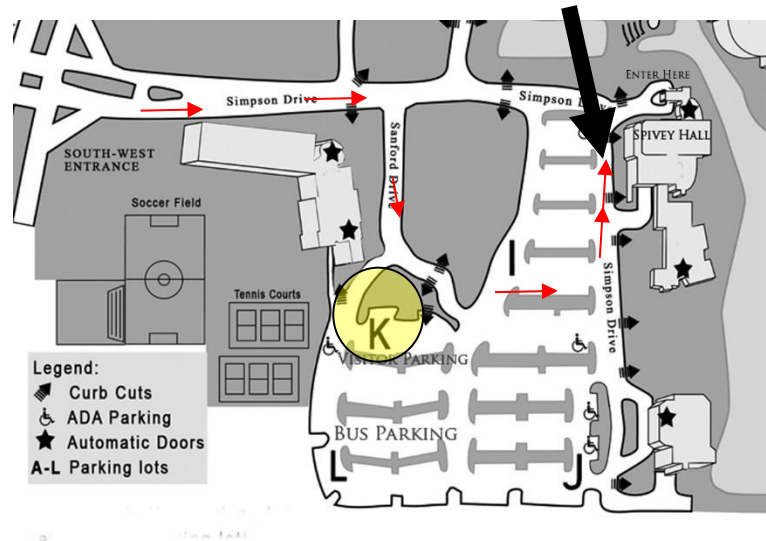 ENTER HERE
Simpson Drive
Simpson Drive
SPIVEY HALL
Sanford Drive
SOUTH-WEST
ENTRANCE
Soccer Field
I
Simpson Drive
Tennis Courts
K
VISITOR PARKING
BUS PARKING
L
J
Legend:
Curb Cuts
ADA Parking
Automatic Doors
A-L Parking lots